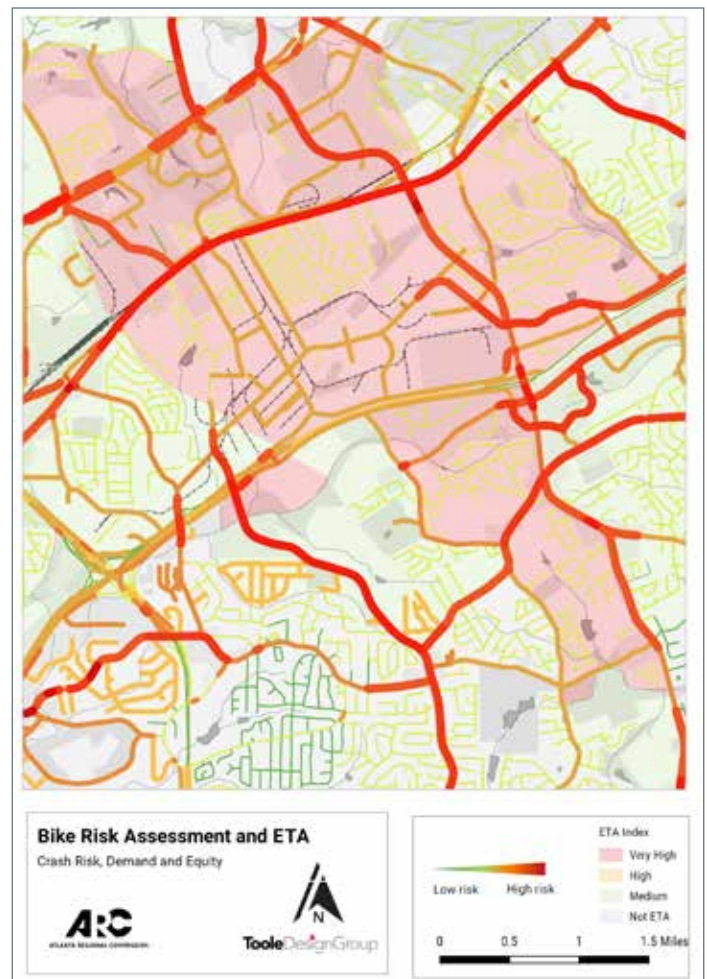 Bike Risk Assessment and ETA
Crash Risk, Demand and Equity
N
ARC
ATLANTA REGIONAL COMMISSION
TooleDesignGroup
Low risk
High risk
ETA Index
Very High
High
Medium
Not ETA
0
0.5
1
1.5 Miles